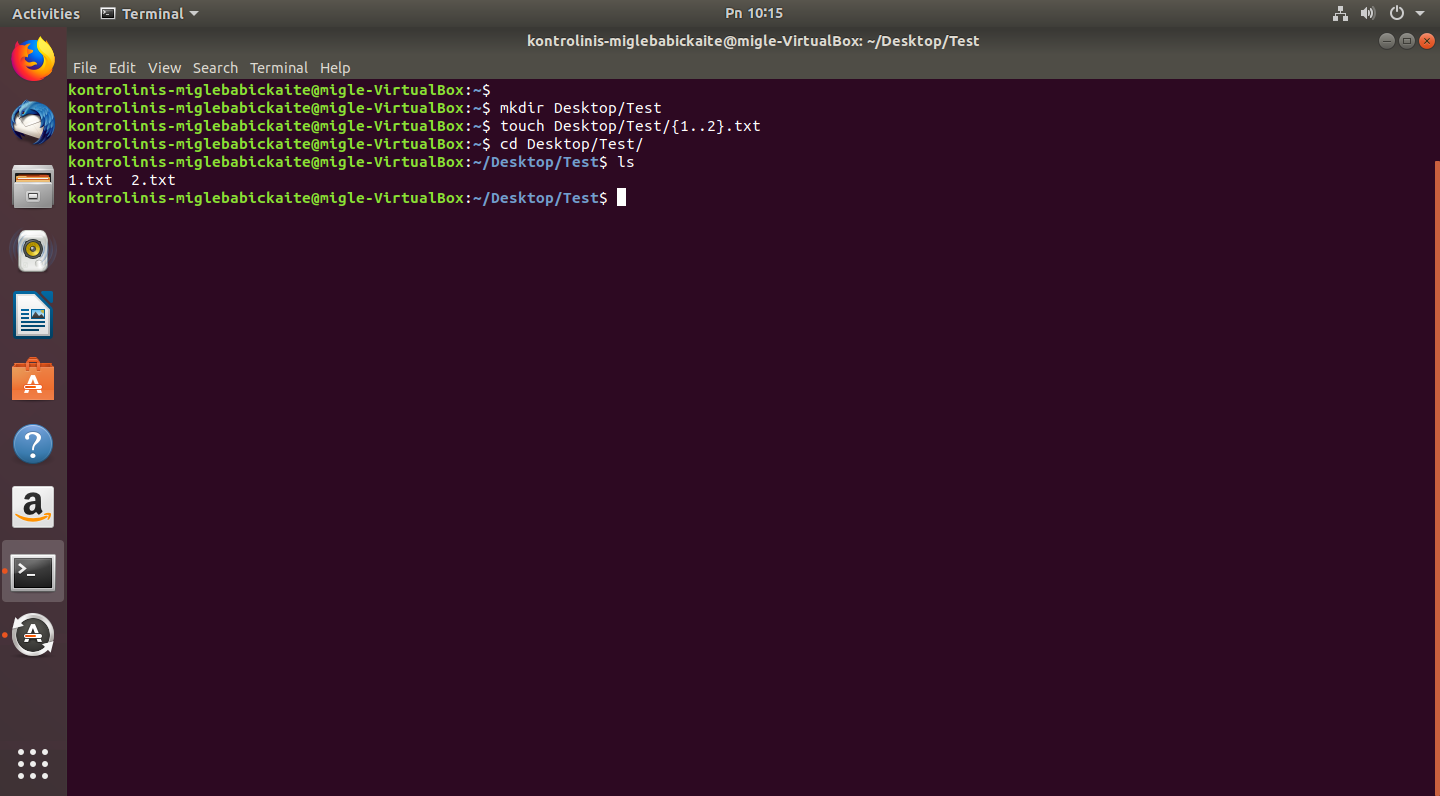 Activities Terminal Pn 10:15
kontrolinis-miglebabickaite@migle-VirtualBox: ~/Desktop/Test
File Edit View Search Terminal Help
kontrolinis-miglebabickaite@migle-VirtualBox:~$
kontrolinis-miglebabickaite@migle-VirtualBox:~$ mkdir Desktop/Test
kontrolinis-miglebabickaite@migle-VirtualBox:~$ touch Desktop/Test/{1..2}.txt
kontrolinis-miglebabickaite@migle-VirtualBox:~$ cd Desktop/Test/
kontrolinis-miglebabickaite@migle-VirtualBox:~/Desktop/Test$ ls
1.txt  2.txt
kontrolinis-miglebabickaite@migle-VirtualBox:~/Desktop/Test$